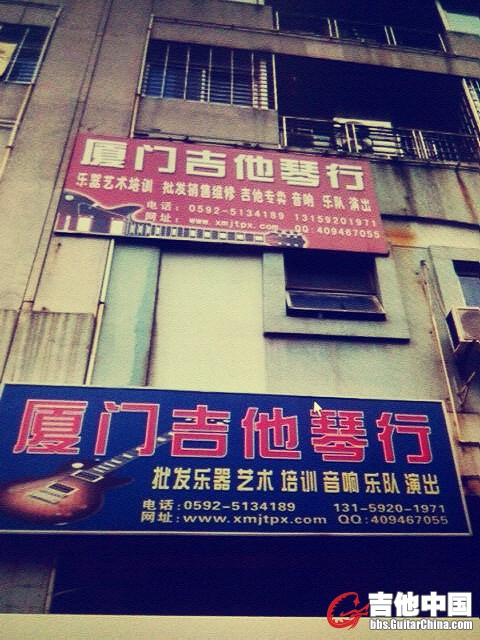 厦门吉他琴行
乐器艺术培训 批发销售维修 吉他专卖 音响 乐队 演出
电话：0592-5134189 13159201971
网址：www.xmjtpx.com QQ:409467055
厦门吉他琴行
批发乐器 艺术 培训 音响 乐队 演出
电话:0592-5134189 131-5920-1971
网址:www.xmjtpx.com QQ:409467055
吉他中国
bbs.GuitarChina.com